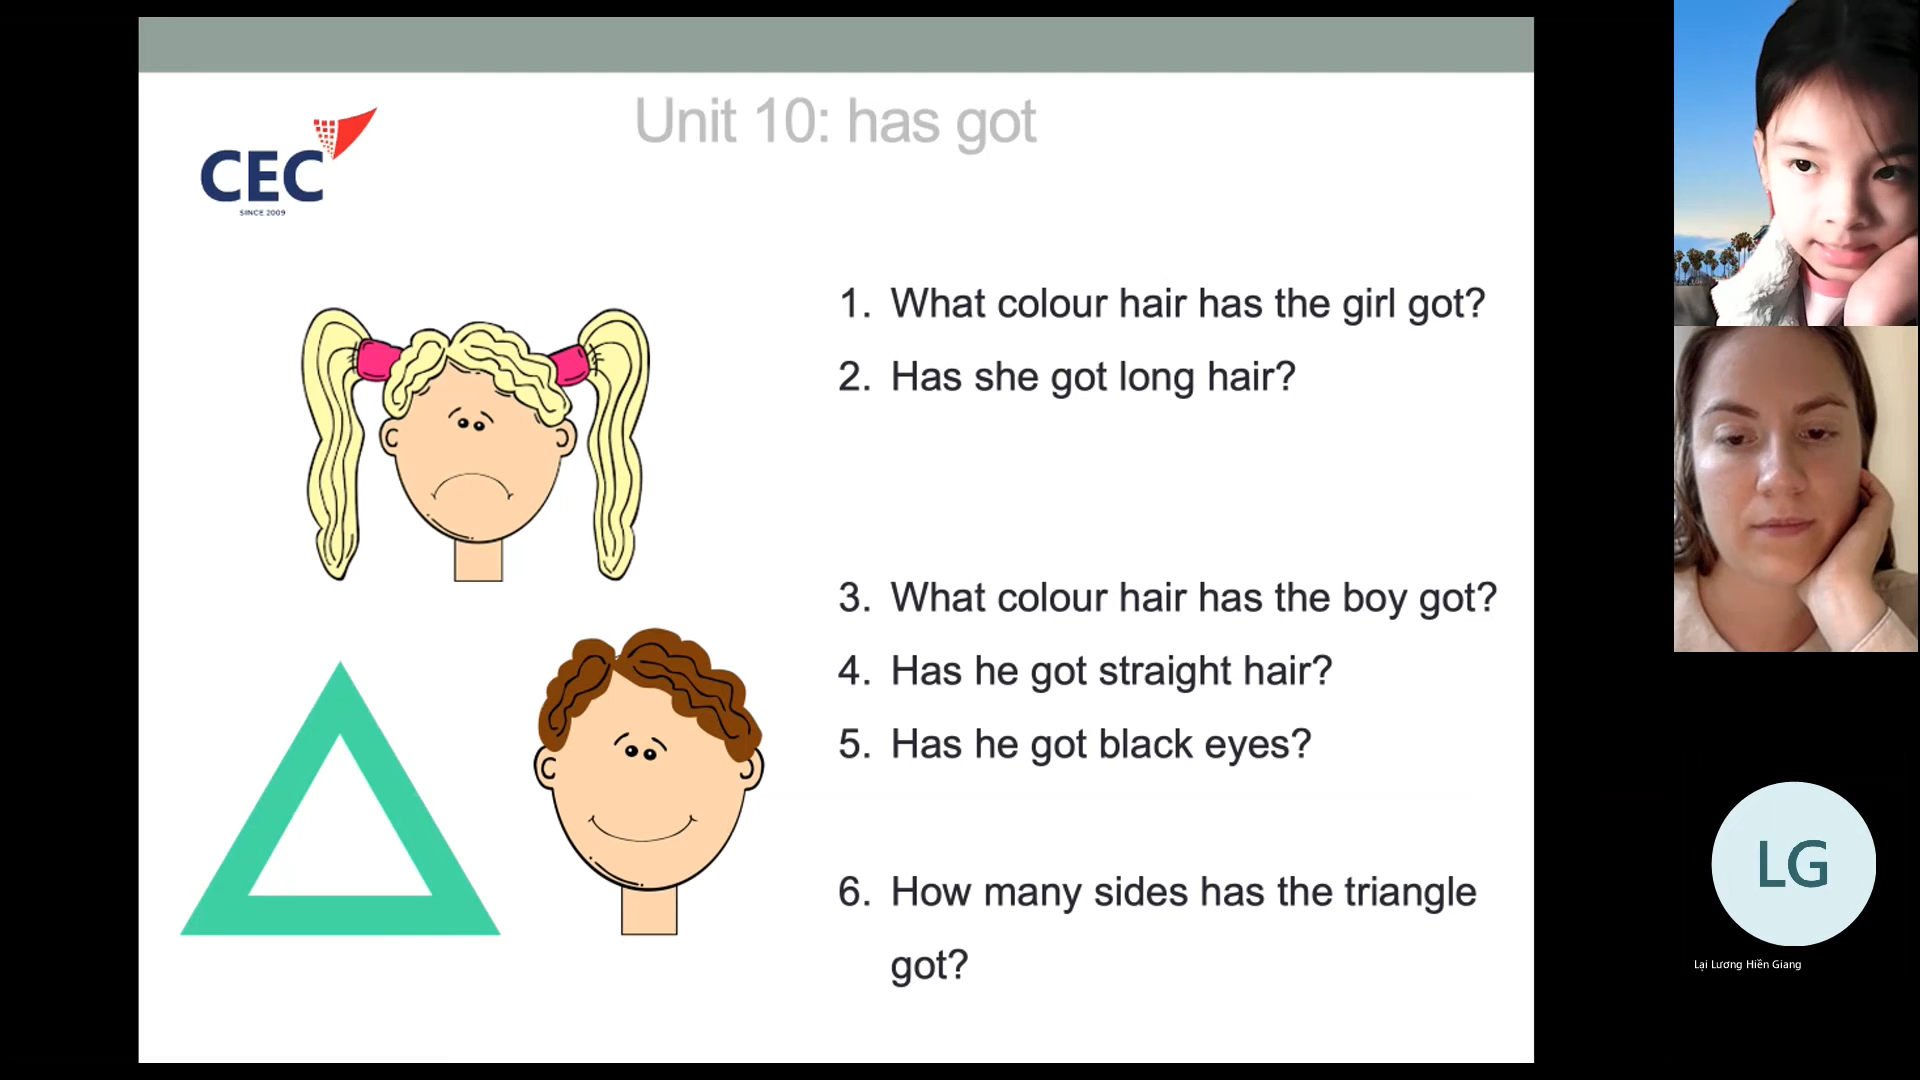 Unit 10: has got
CEC
SINCE 2009
1. What colour hair has the girl got?
2. Has she got long hair?
3. What colour hair has the boy got?
4. Has he got straight hair?
5. Has he got black eyes?
6. How many sides has the triangle
got?
LG
Lại Lương Hiền Giang